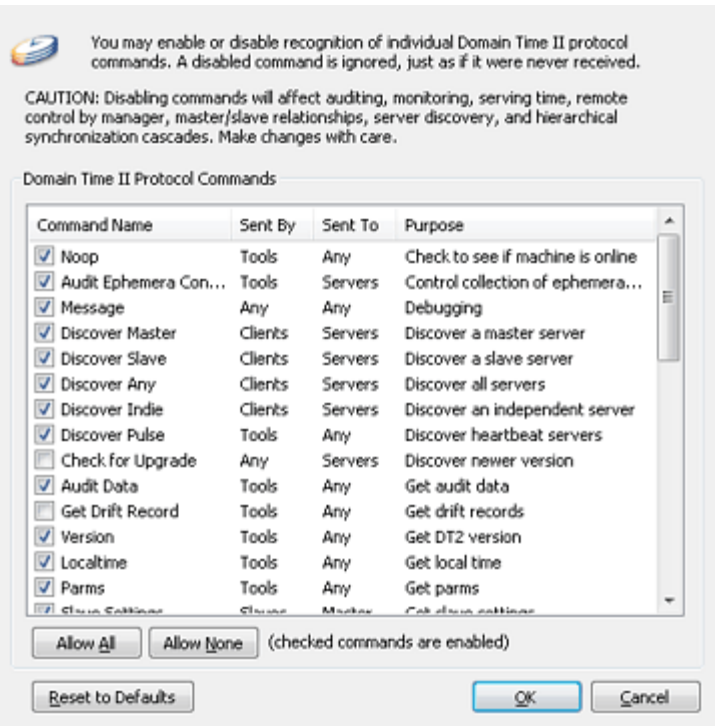 You may enable or disable recognition of individual Domain Time II protocol
commands. A disabled command is ignored, just as if it were never received.
CAUTION: Disabling commands will affect auditing, monitoring, serving time, remote
control by manager, master/slave relationships, server discovery, and hierarchical
synchronization cascades. Make changes with care.
Domain Time II Protocol Commands
Command Name Sent By Sent To Purpose
Noop Tools Any Check to see if machine is online
Audit Ephemera Con... Tools Servers Control collection of ephemera...
Message Any Any Debugging
Discover Master Clients Servers Discover a master server
Discover Slave Clients Servers Discover a slave server
Discover Any Clients Servers Discover all servers
Discover Indie Clients Servers Discover an independent server
Discover Pulse Tools Any Discover heartbeat servers
Check for Upgrade Any Servers Discover newer version
Audit Data Tools Any Get audit data
Get Drift Record Tools Any Get drift records
Version Tools Any Get DT2 version
Localtime Tools Any Get local time
Parms Tools Any Get parms
Slave Settings Slaves Master Get slave settings
Allow All Allow None (checked commands are enabled)
Reset to Defaults OK Cancel